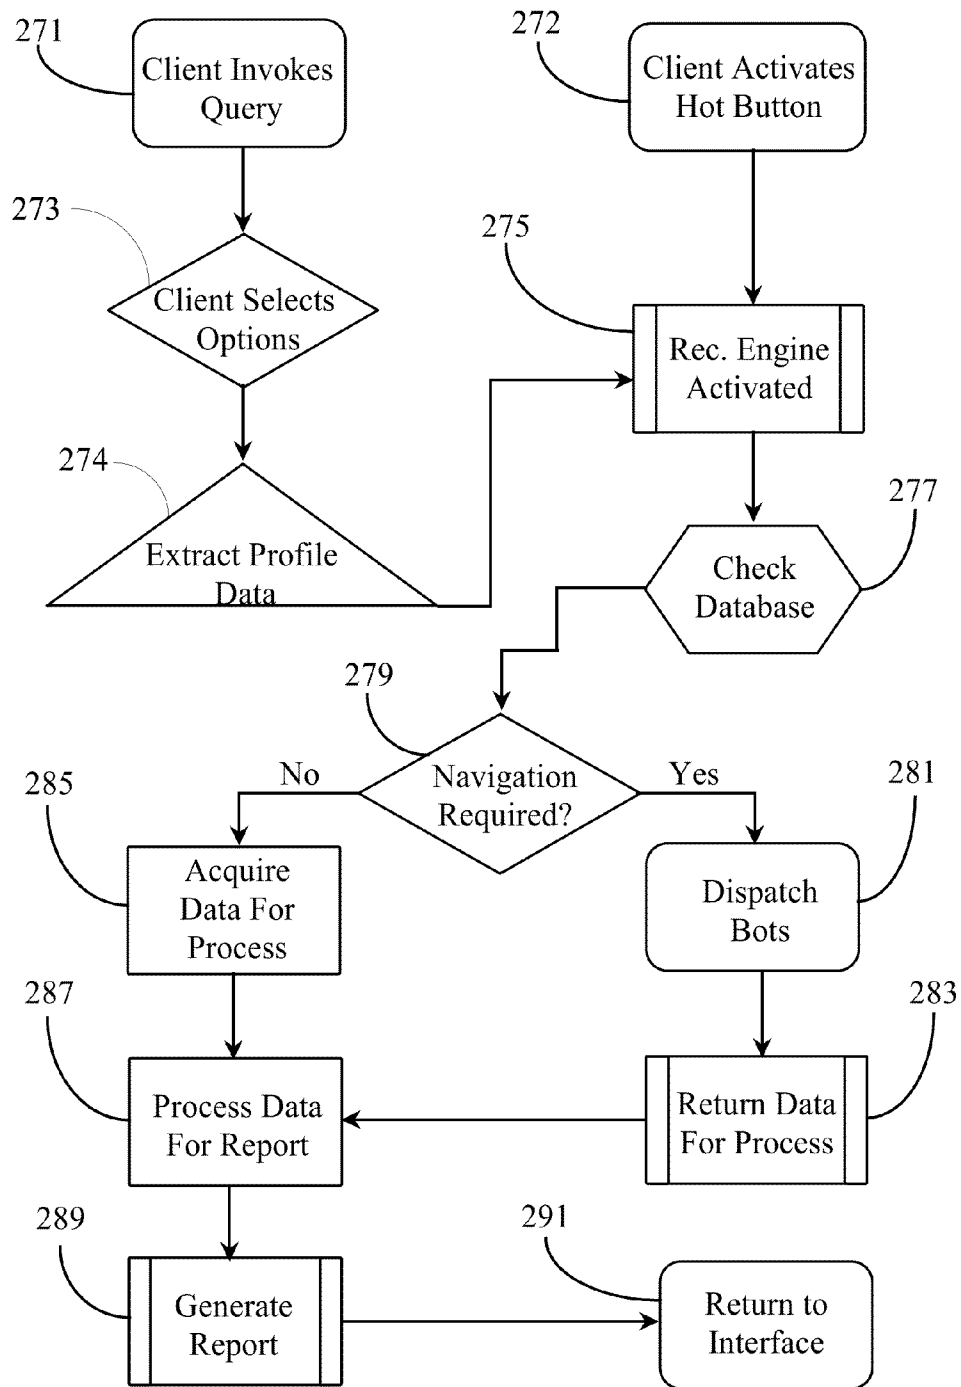 271
Client Invokes
Query
272
Client Activates
Hot Button
273
Client Selects
Options
275
Rec. Engine
Activated
274
Extract Profile
Data
277
Check
Database
279
Navigation
Required?
No
Yes
285
Acquire
Data For
Process
281
Dispatch
Bots
287
Process Data
For Report
283
Return Data
For Process
289
Generate
Report
291
Return to
Interface